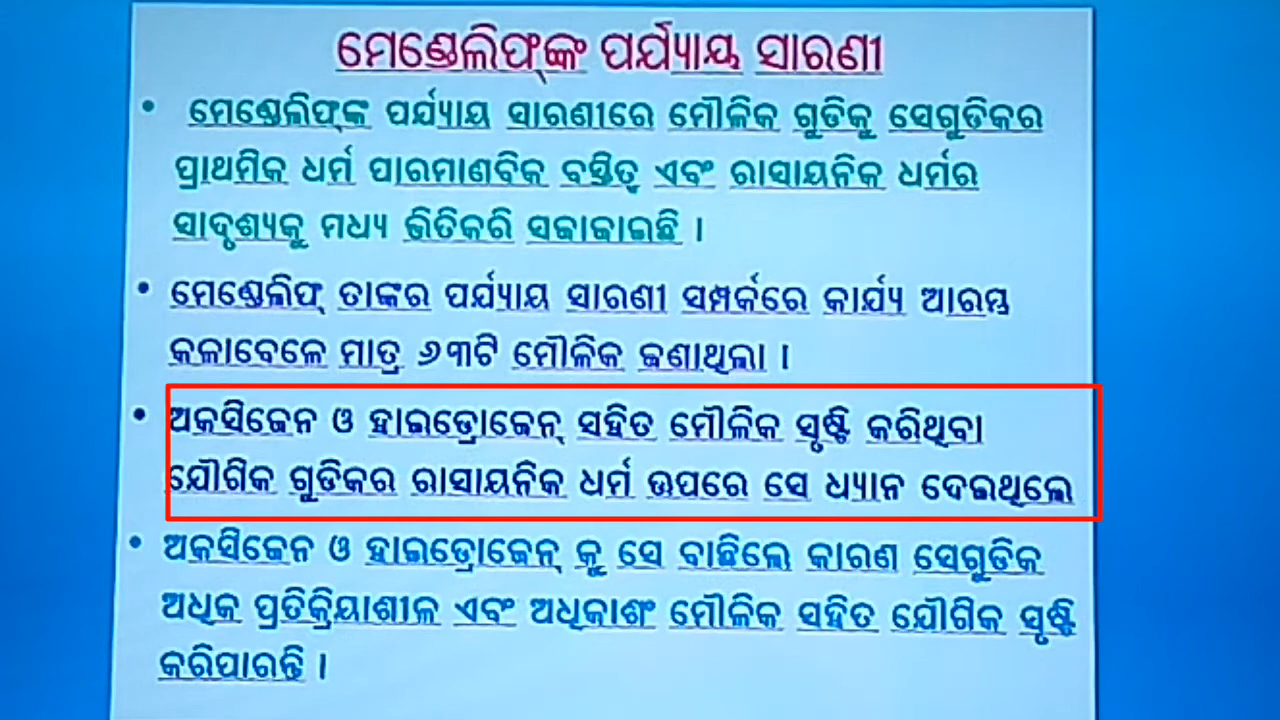 ମେଣ୍ଡେଲିଫ୍‌ଙ୍କ ପର୍ଯ୍ୟାୟ ସାରଣୀ
• ମେଣ୍ଡେଲିଫ୍‌ଙ୍କ ପର୍ଯ୍ୟାୟ ସାରଣୀରେ ମୌଳିକ ଗୁଡିକୁ ସେଗୁଡିକର
ପ୍ରାଥମିକ ଧର୍ମ ପାରମାଣବିକ ବସ୍ତିତ୍ୱ ଏବଂ ରାସାୟନିକ ଧର୍ମର
ସାଦୃଶ୍ୟକୁ ମଧ୍ୟ ଭିତିକରି ସଜାଜାଇଛି ।
• ମେଣ୍ଡେଲିଫ୍ ତାଙ୍କର ପର୍ଯ୍ୟାୟ ସାରଣୀ ସମ୍ପର୍କରେ କାର୍ଯ୍ୟ ଆରମ୍ଭ
କଲାବେଳେ ମାତ୍ର ୬୩ଟି ମୌଳିକ ଜଣାଥିଲା ।
• ଅକସିଜେନ ଓ ହାଇଡ୍ରୋଜେନ୍ ସହିତ ମୌଳିକ ସୃଷ୍ଟି କରିଥିବା
ଯୌଗିକ ଗୁଡିକର ରାସାୟନିକ ଧର୍ମ ଉପରେ ସେ ଧ୍ୟାନ ଦେଇଥିଲେ
• ଅକସିଜେନ ଓ ହାଇଡ୍ରୋଜେନ୍ କୁ ସେ ବାଛିଲେ କାରଣ ସେଗୁଡିକ
ଅଧିକ ପ୍ରତିକ୍ରିୟାଶୀଳ ଏବଂ ଅଧିକାଶଂ ମୌଳିକ ସହିତ ଯୌଗିକ ସୃଷ୍ଟି
କରିପାରନ୍ତି ।